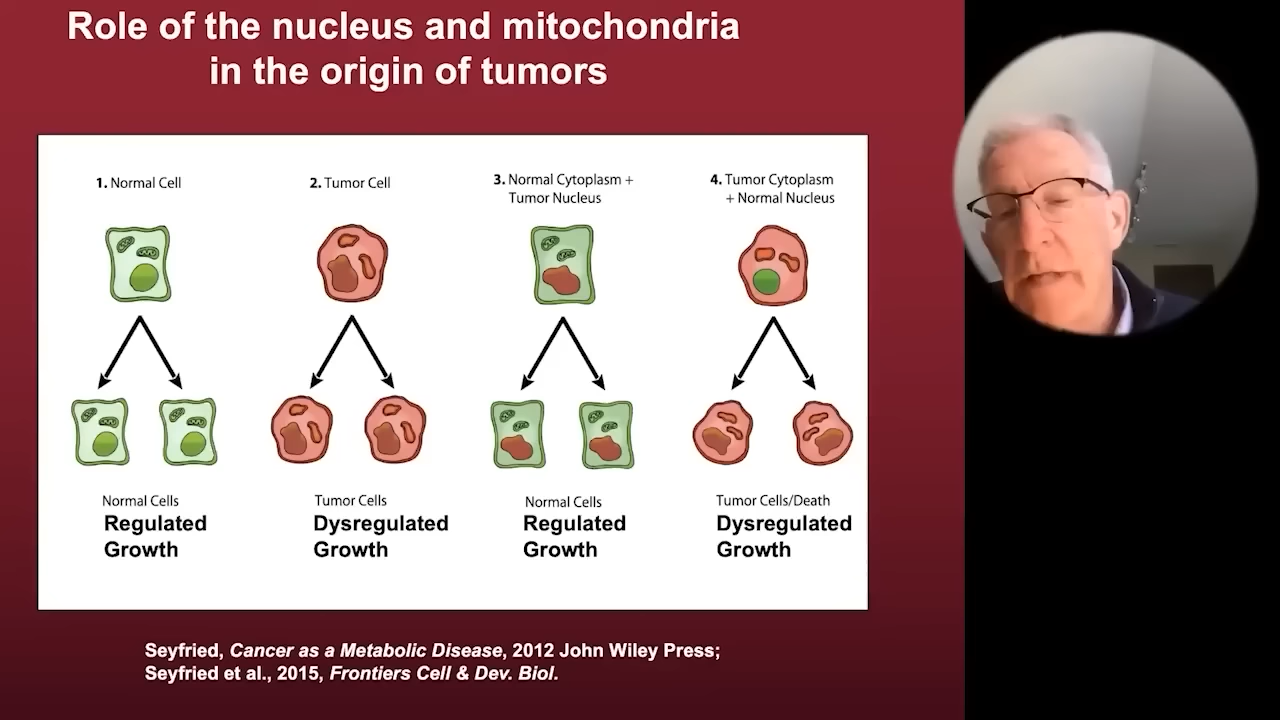 Role of the nucleus and mitochondria
in the origin of tumors
1. Normal Cell
2. Tumor Cell
3. Normal Cytoplasm +
Tumor Nucleus
4. Tumor Cytoplasm
+ Normal Nucleus
Normal Cells
Regulated
Growth
Tumor Cells
Dysregulated
Growth
Normal Cells
Regulated
Growth
Tumor Cells/Death
Dysregulated
Growth
Seyfried, Cancer as a Metabolic Disease, 2012 John Wiley Press;
Seyfried et al., 2015, Frontiers Cell & Dev. Biol.